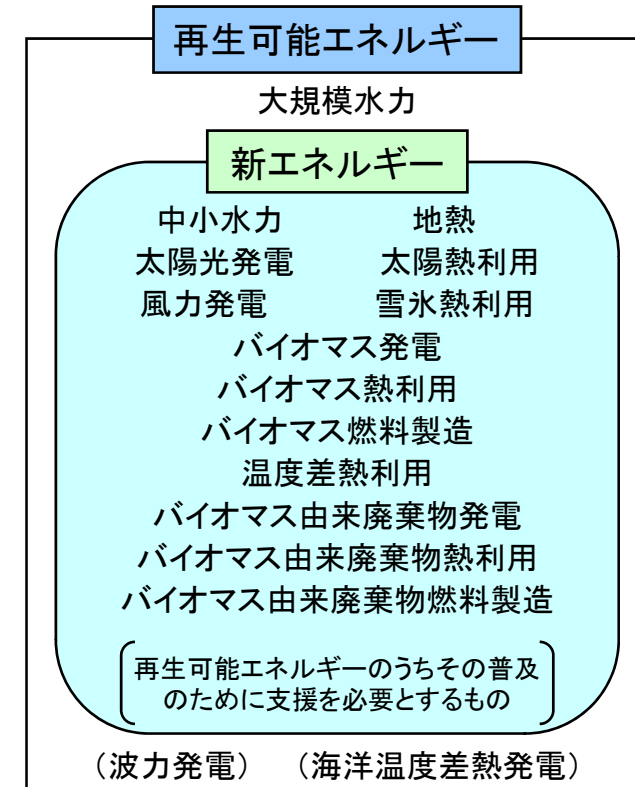 再生可能エネルギー
大規模水力
新エネルギー
中小水力 地熱
太陽光発電 太陽熱利用
風力発電 雪氷熱利用
バイオマス発電
バイオマス熱利用
バイオマス燃料製造
温度差熱利用
バイオマス由来廃棄物発電
バイオマス由来廃棄物熱利用
バイオマス由来廃棄物燃料製造
再生可能エネルギーのうちその普及
のために支援を必要とするもの
（波力発電） （海洋温度差熱発電）